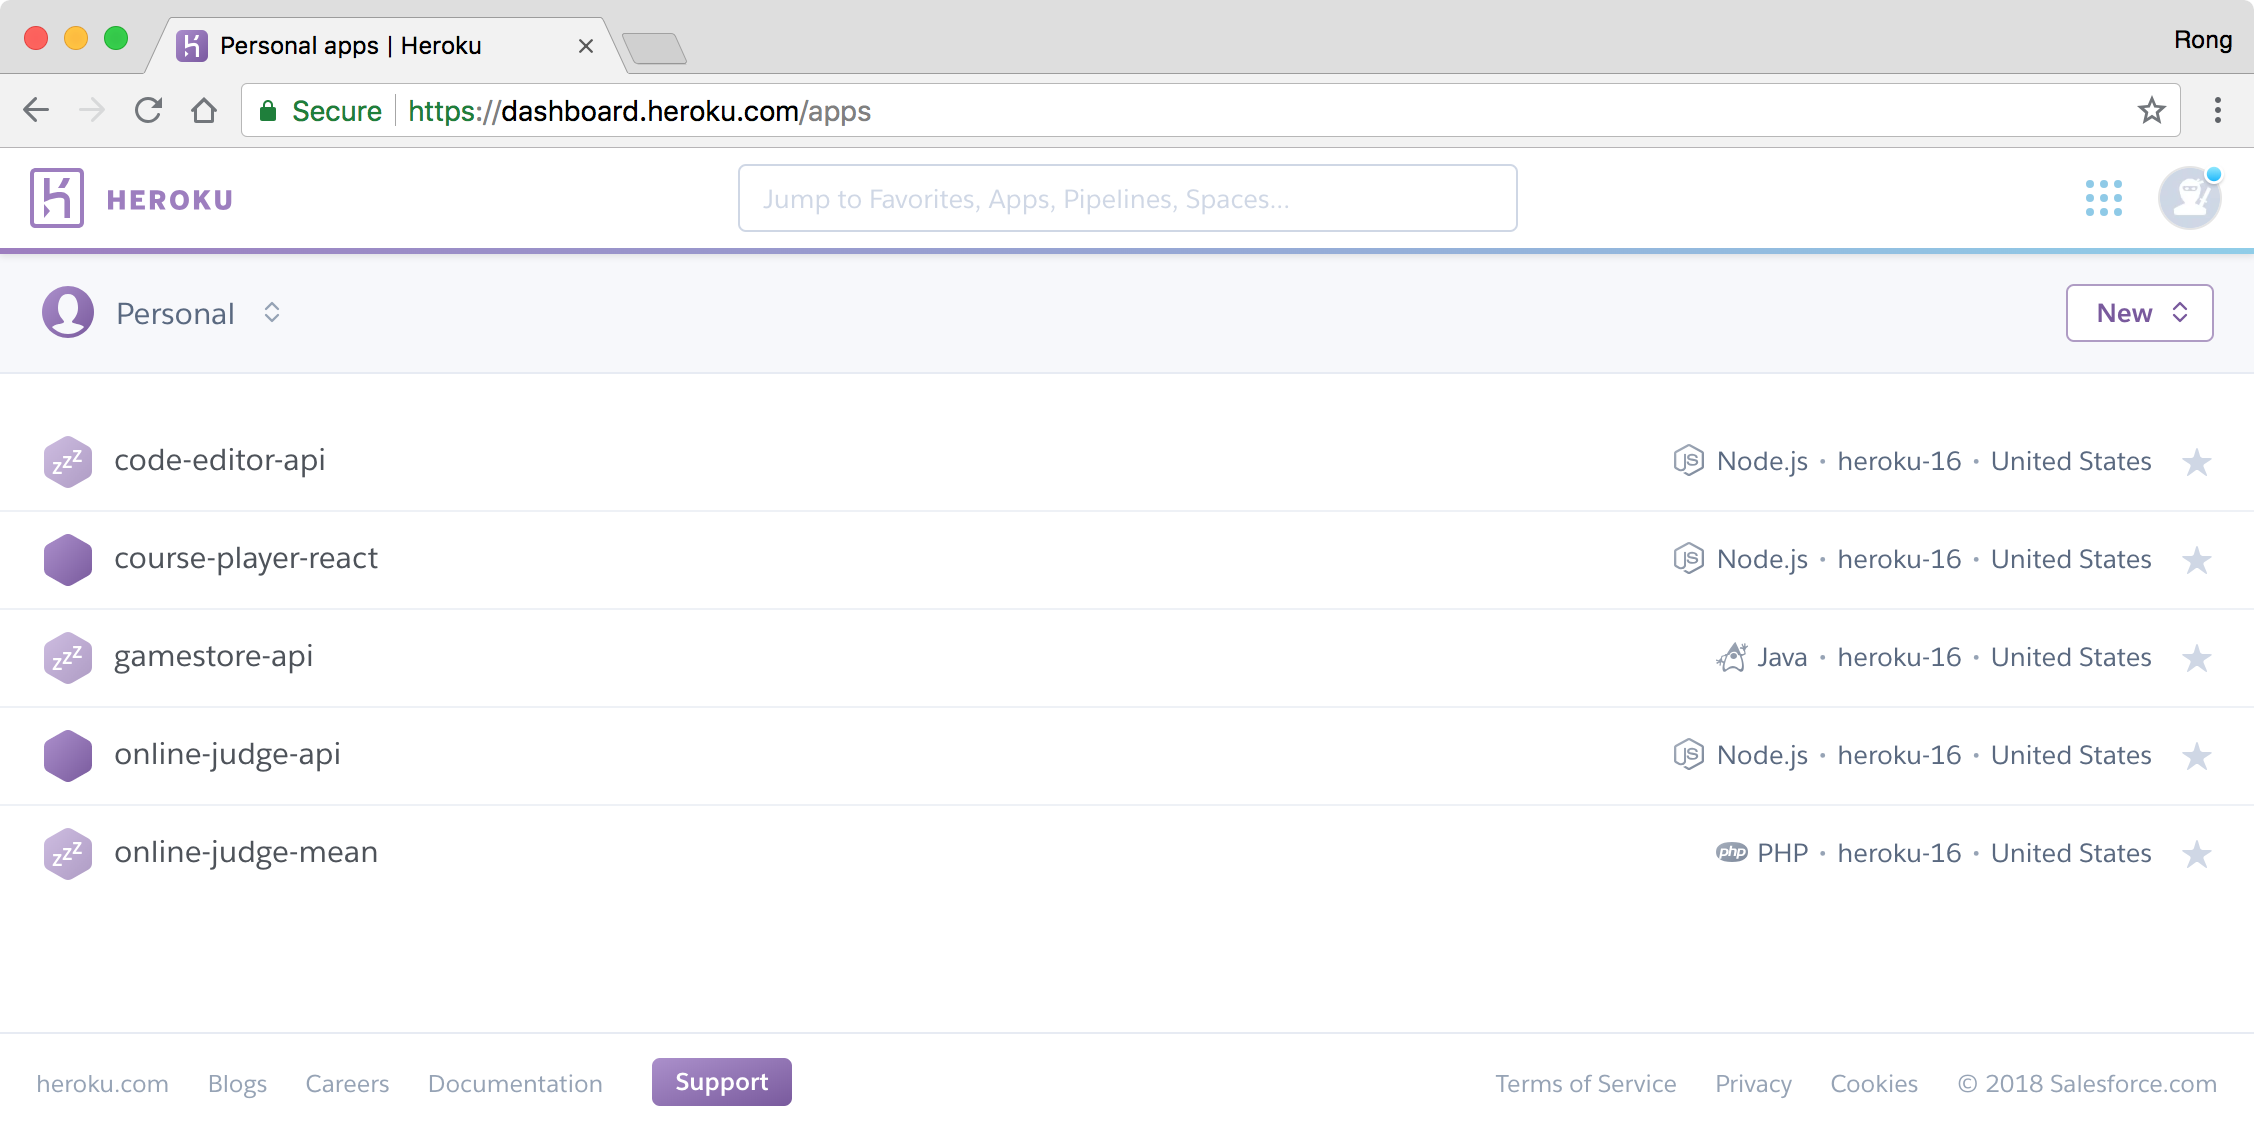 Personal apps | Heroku
Rong
Secure https://dashboard.heroku.com/apps
HEROKU
Jump to Favorites, Apps, Pipelines, Spaces...
Personal
New
zzz code-editor-api JS Node.js • heroku-16 • United States
course-player-react JS Node.js • heroku-16 • United States
zzz gamestore-api Java • heroku-16 • United States
online-judge-api JS Node.js • heroku-16 • United States
zzz online-judge-mean php PHP • heroku-16 • United States
heroku.com Blogs Careers Documentation Support Terms of Service Privacy Cookies © 2018 Salesforce.com